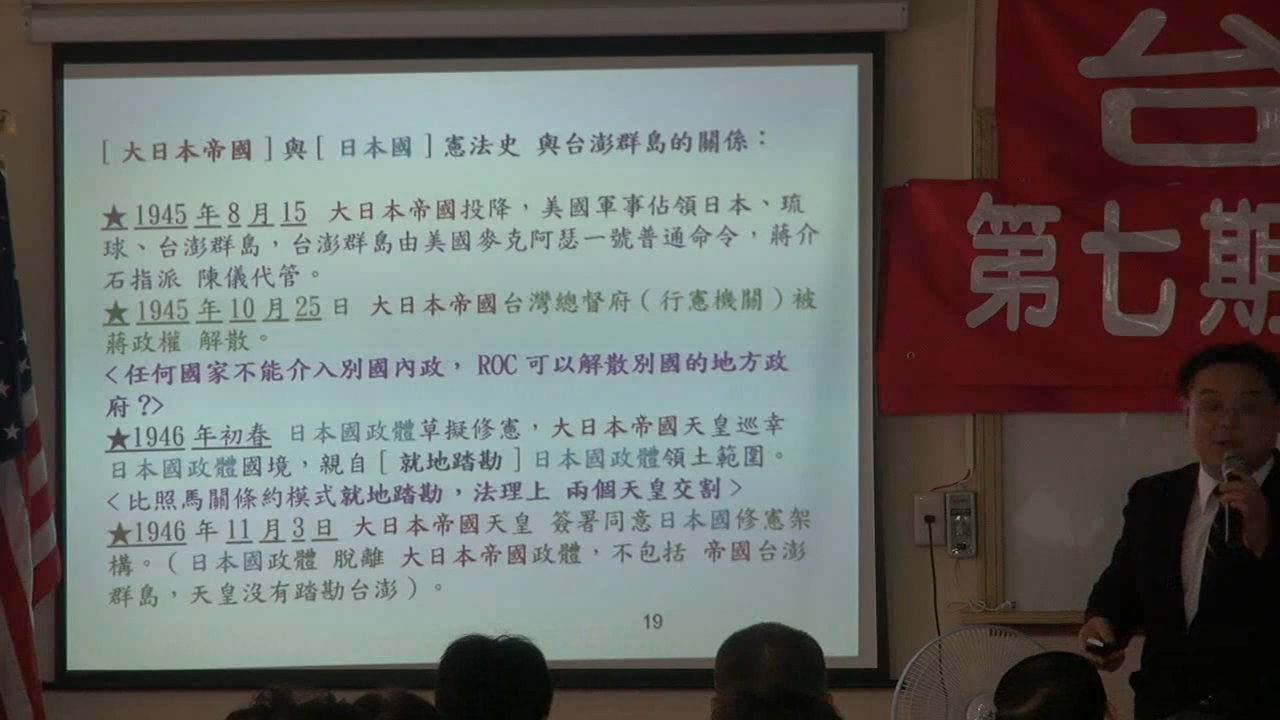 [ 大日本帝國 ] 與 [ 日本國 ] 憲法史 與台澎群島的關係：
★ 1945 年 8 月 15 大日本帝國投降，美國軍事佔領日本、琉
球、台澎群島，台澎群島由美國麥克阿瑟一號普通命令，蔣介
石指派 陳儀代管。
★ 1945 年 10 月 25 日 大日本帝國台灣總督府（行憲機關）被
蔣政權 解散。
<任何國家不能介入別國內政， ROC 可以解散別國的地方政
府 ?>
★1946 年初春 日本國政體草擬修憲，大日本帝國天皇巡幸
日本國政體國境，親自 [ 就地踏勘 ] 日本國政體領土範圍。
<比照馬關條約模式就地踏勘，法理上 兩個天皇交割>
★1946 年 11 月 3 日 大日本帝國天皇 簽署同意日本國修憲架
構。（日本國政體 脫離 大日本帝國政體，不包括 帝國台澎
群島，天皇沒有踏勘台澎）。
19
台
第七期